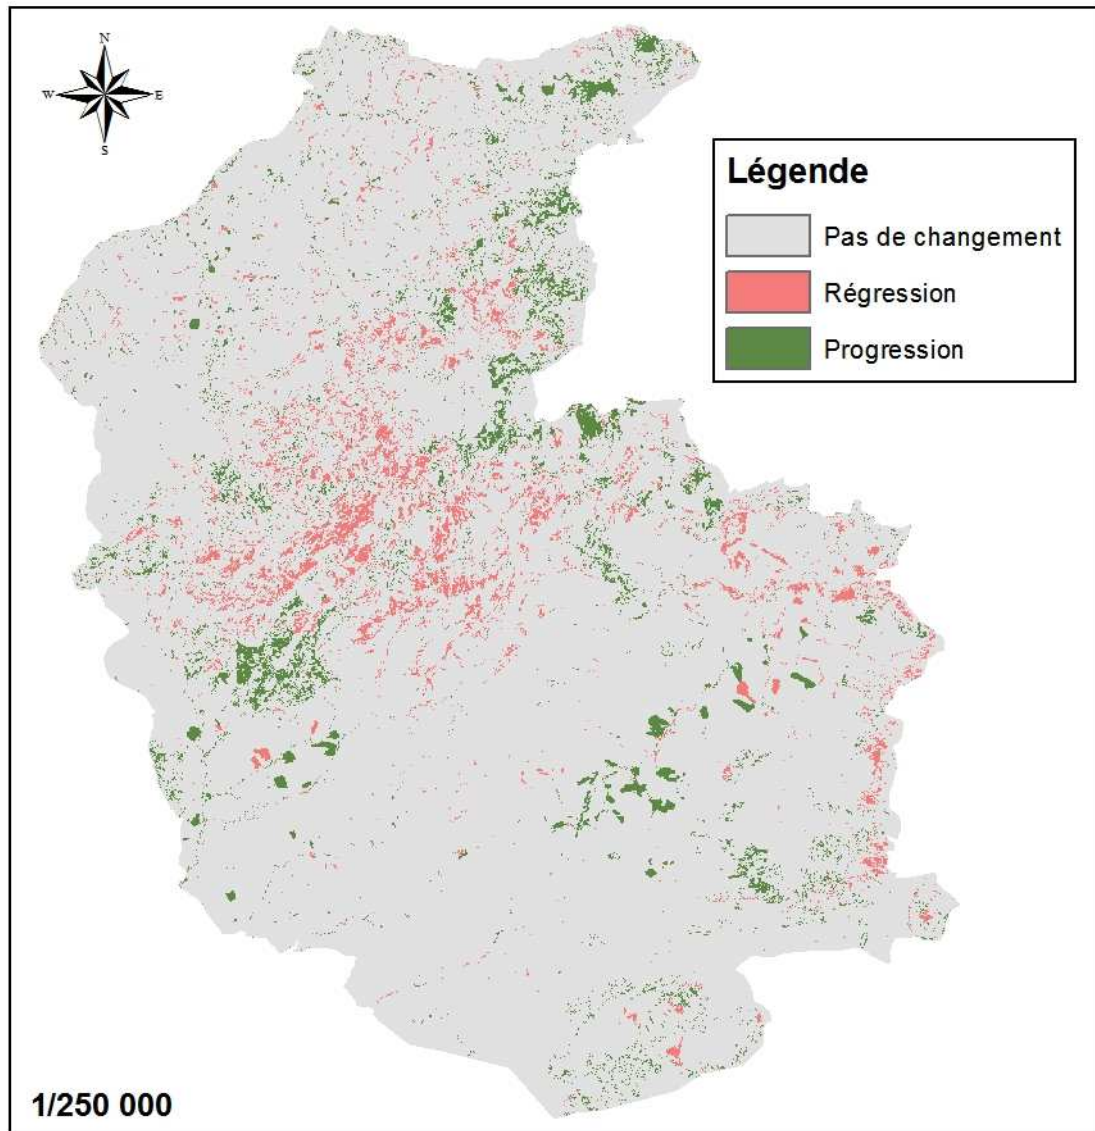 N
W
E
S
Légende
Pas de changement
Régression
Progression
1/250 000